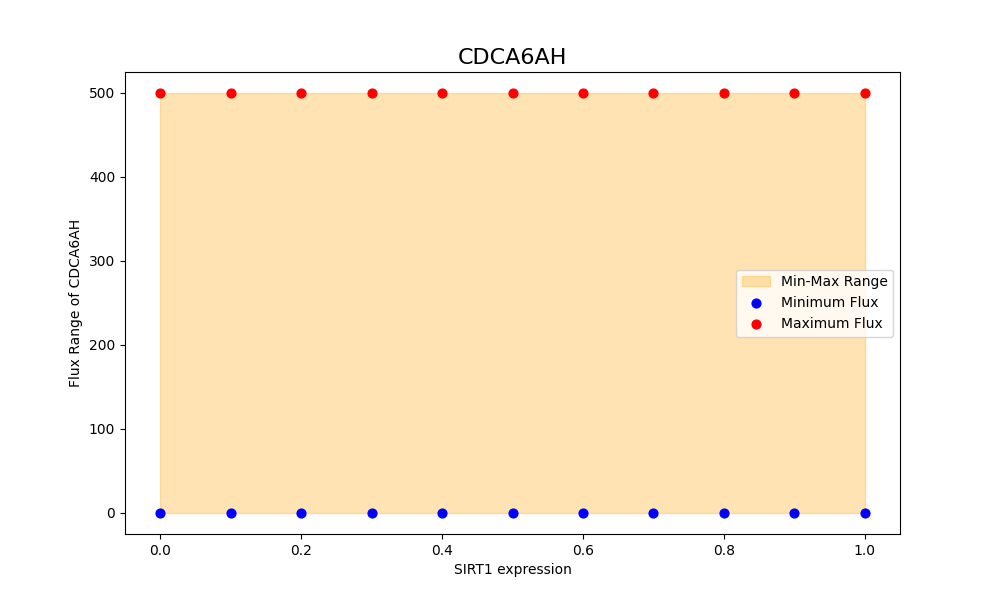 CDCA6AH
500
400
300
200
100
0
Flux Range of CDCA6AH
Min-Max Range
Minimum Flux
Maximum Flux
0.0 0.2 0.4 0.6 0.8 1.0
SIRT1 expression